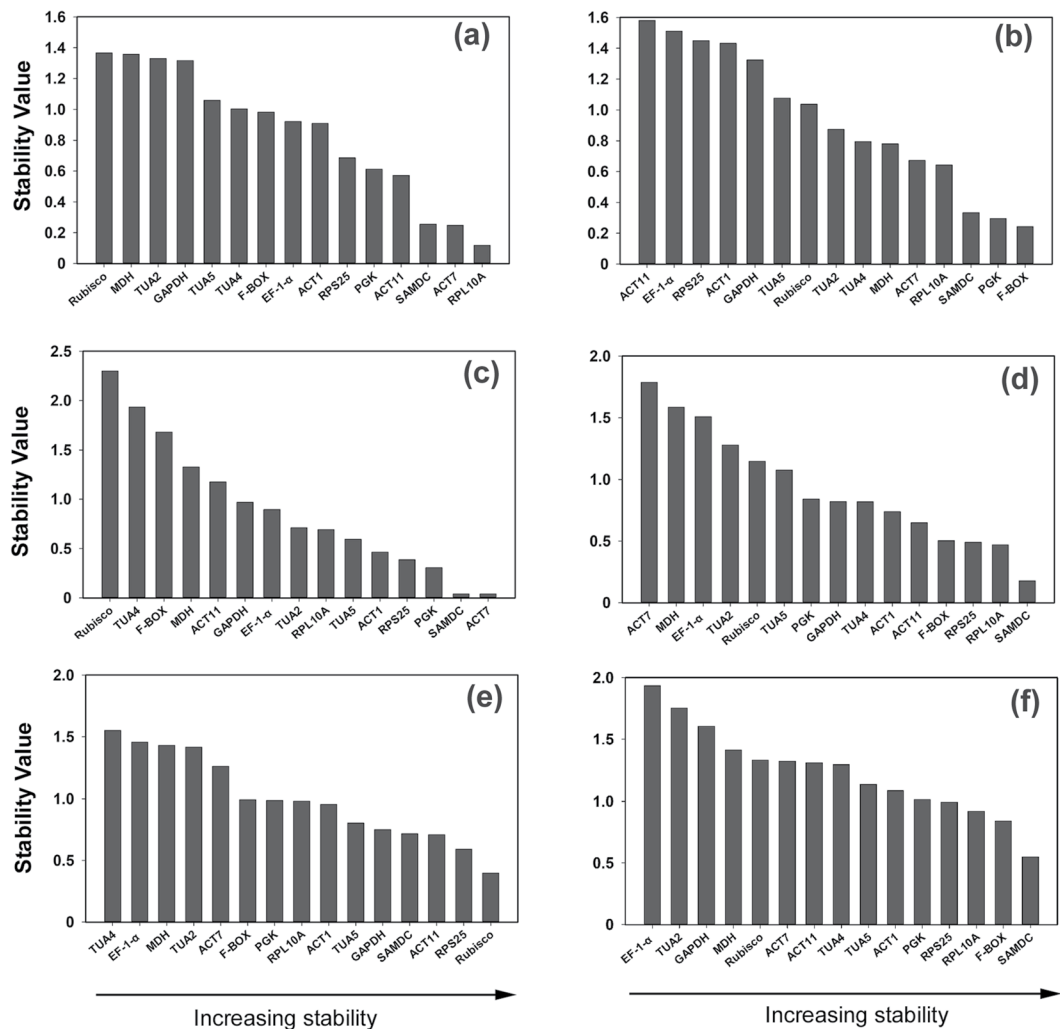 (a)
Stability Value
1.6
1.4
1.2
1.0
0.8
0.6
0.4
0.2
0
Rubisco MDH TUA2 GAPDH TUA5 TUA4 F-BOX EF-1-α ACT1 RPS25 PGK ACT11 SAMDC ACT7 RPL10A
(b)
1.6
1.4
1.2
1.0
0.8
0.6
0.4
0.2
0
ACT11 EF-1-α RPS25 ACT1 GAPDH TUA5 Rubisco TUA2 TUA4 MDH ACT7 RPL10A SAMDC PGK F-BOX
(c)
Stability Value
2.5
2.0
1.5
1.0
0.5
0
Rubisco TUA4 F-BOX MDH ACT11 GAPDH EF-1-α TUA2 RPL10A TUA5 ACT1 RPS25 PGK SAMDC ACT7
(d)
2.0
1.5
1.0
0.5
0
ACT7 MDH EF-1-α TUA2 Rubisco TUA5 PGK GAPDH TUA4 ACT1 ACT11 F-BOX RPS25 RPL10A SAMDC
(e)
Stability Value
2.0
1.5
1.0
0.5
0
TUA4 EF-1-α MDH TUA2 ACT7 F-BOX PGK RPL10A ACT1 TUA5 GAPDH SAMDC ACT11 RPS25 Rubisco
Increasing stability
(f)
2.0
1.5
1.0
0.5
0
EF-1-α TUA2 GAPDH MDH Rubisco ACT7 ACT11 TUA4 TUA5 ACT1 PGK RPS25 RPL10A F-BOX SAMDC
Increasing stability